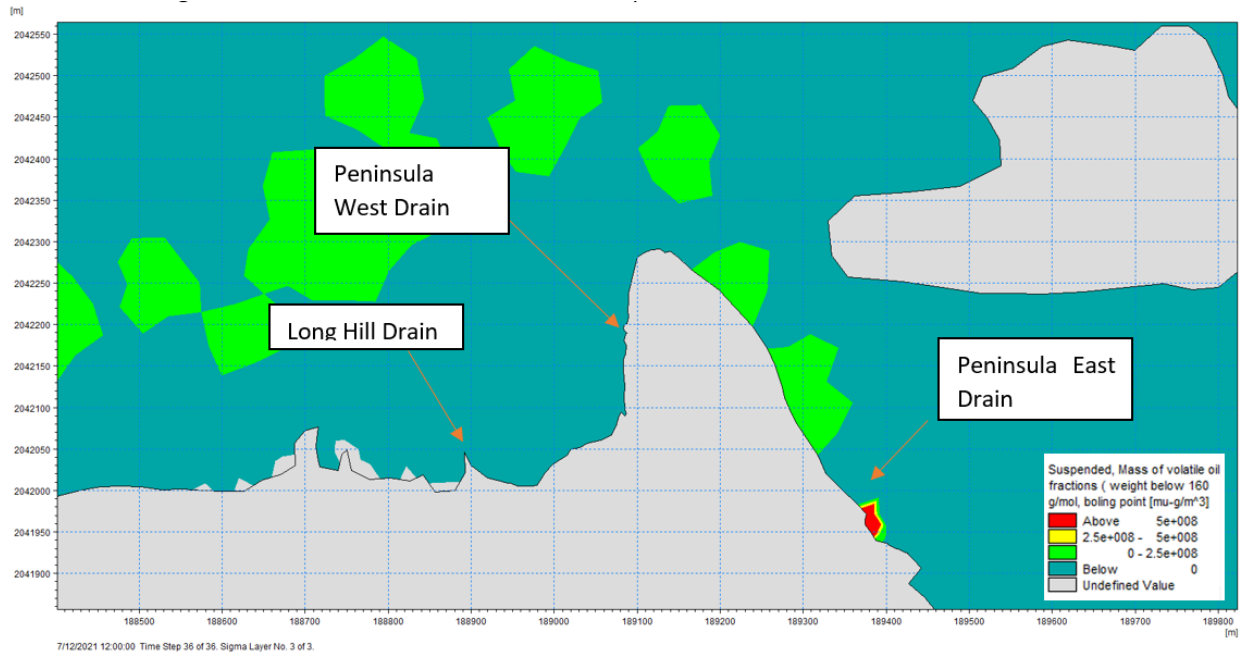 [m]
2042550
2042500
2042450
2042400
2042350
2042300
2042250
2042200
2042150
2042100
2042050
2042000
2041950
2041900
Peninsula
West Drain
Long Hill Drain
Peninsula East
Drain
Suspended, Mass of volatile oil
fractions ( weight below 160
g/mol, boling point [mu-g/m^3]
Above 5e+008
2.5e+008 - 5e+008
0 - 2.5e+008
Below 0
Undefined Value
188500 188600 188700 188800 188900 189000 189100 189200 189300 189400 189500 189600 189700 189800
[m]
7/12/2021 12:00:00 Time Step 36 of 36. Sigma Layer No. 3 of 3.